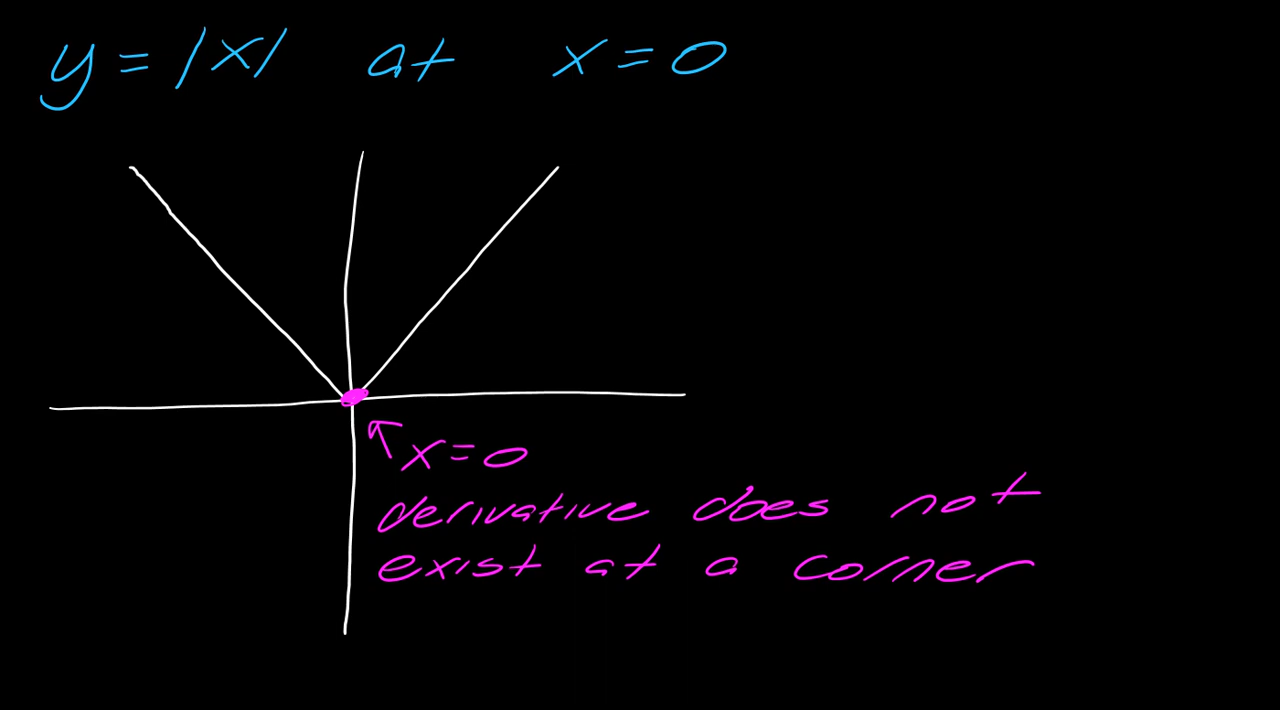 y = |x| at x = 0
x = 0
derivative does not
exist at a corner